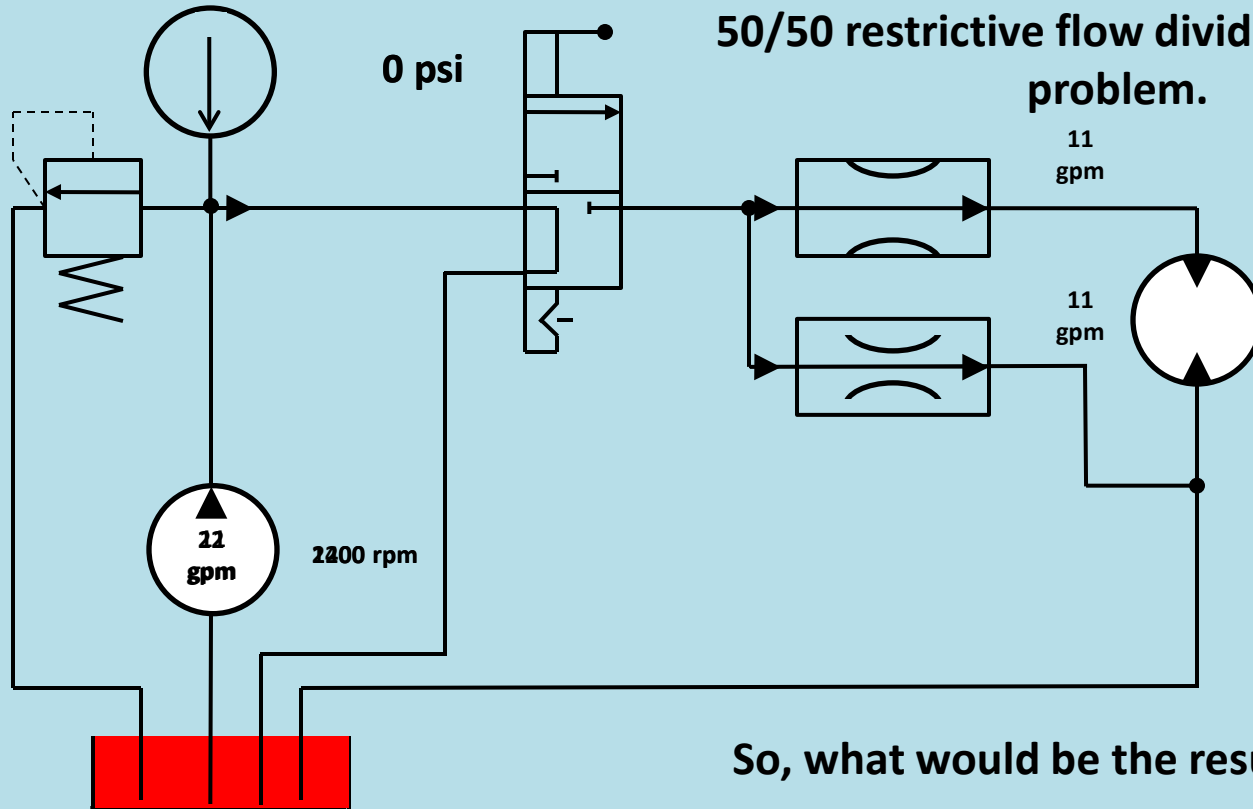 50/50 restrictive flow divid
problem.
0 psi
11
gpm
11
gpm
gpm
rpm
So, what would be the resu